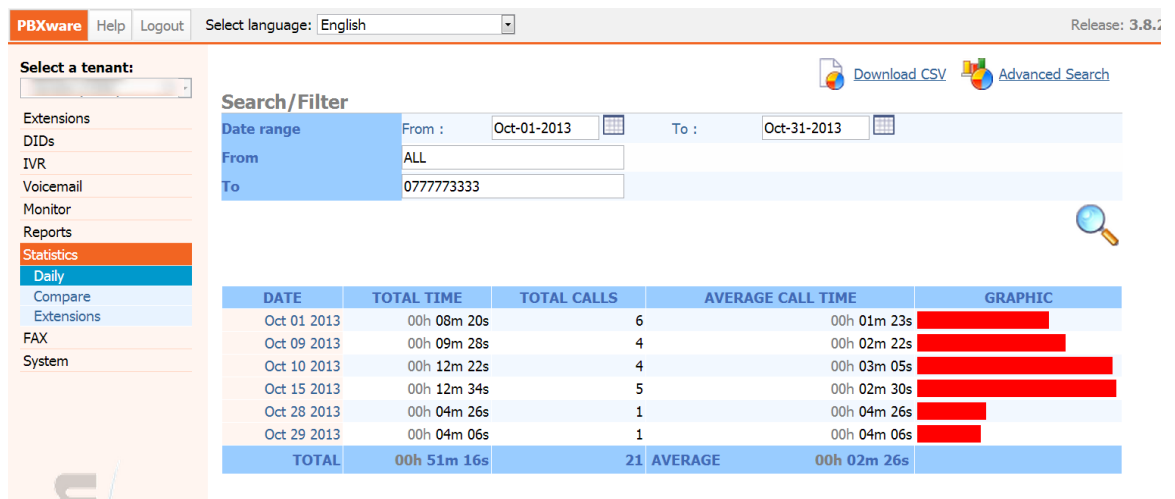 PBXware Help Logout Select language: English Release: 3.8.2
Select a tenant:
Download CSV Advanced Search
Search/Filter
Extensions
DIDs
IVR
Voicemail
Monitor
Reports
Statistics
Daily
Compare
Extensions
FAX
System
Date range From : Oct-01-2013 To : Oct-31-2013
From ALL
To 0777773333
DATE TOTAL TIME TOTAL CALLS AVERAGE CALL TIME GRAPHIC
Oct 01 2013 00h 08m 20s 6 00h 01m 23s
Oct 09 2013 00h 09m 28s 4 00h 02m 22s
Oct 10 2013 00h 12m 22s 4 00h 03m 05s
Oct 15 2013 00h 12m 34s 5 00h 02m 30s
Oct 28 2013 00h 04m 26s 1 00h 04m 26s
Oct 29 2013 00h 04m 06s 1 00h 04m 06s
TOTAL 00h 51m 16s 21 AVERAGE 00h 02m 26s